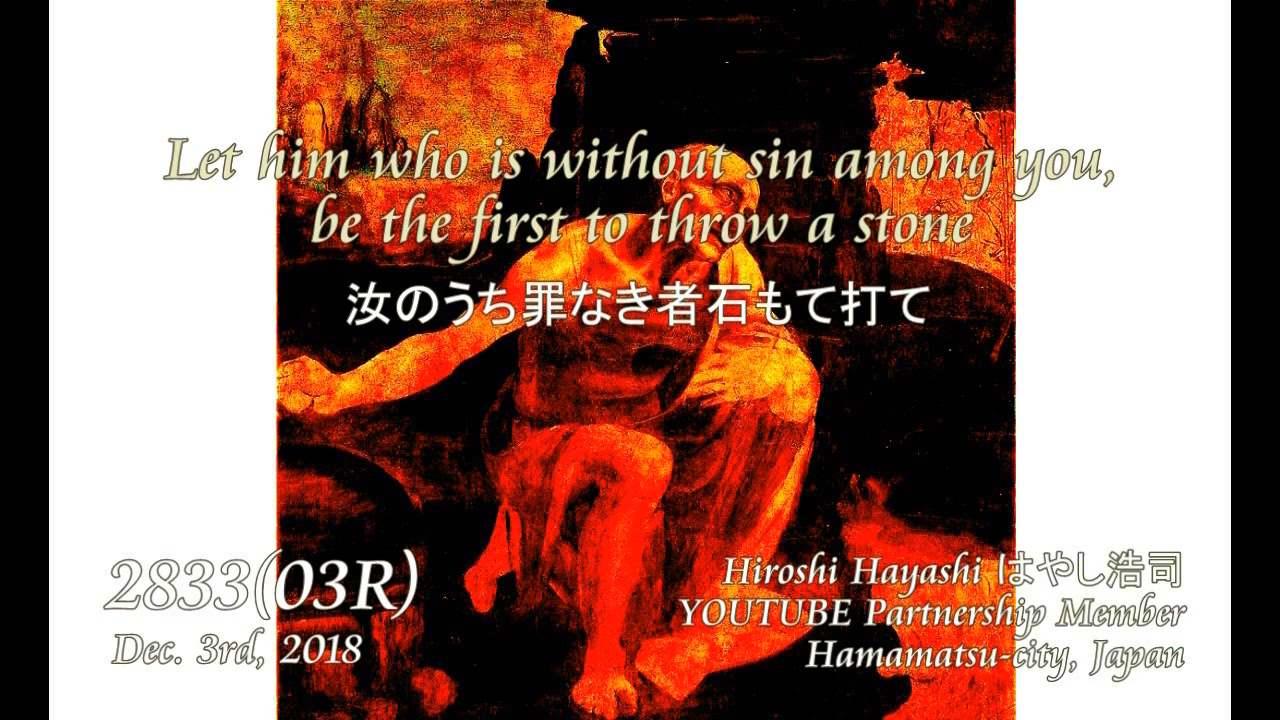 Let him who is without sin among you,
be the first to throw a stone
汝のうち罪なき者石もて打て
2833(03R)
Dec. 3rd, 2018
Hiroshi Hayashi はやし浩司
YOUTUBE Partnership Member
Hamamatsu-city, Japan